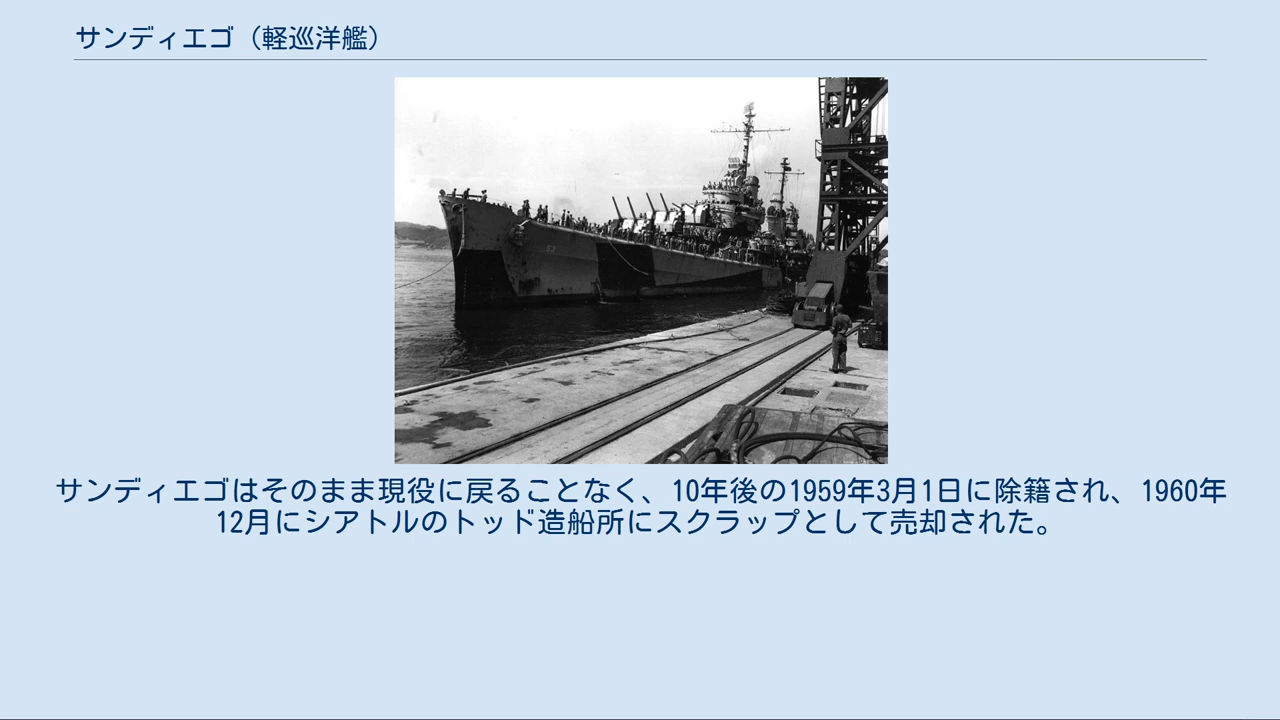 サンディエゴ（軽巡洋艦）
53
サンディエゴはそのまま現役に戻ることなく、10年後の1959年3月1日に除籍され、1960年
12月にシアトルのトッド造船所にスクラップとして売却された。